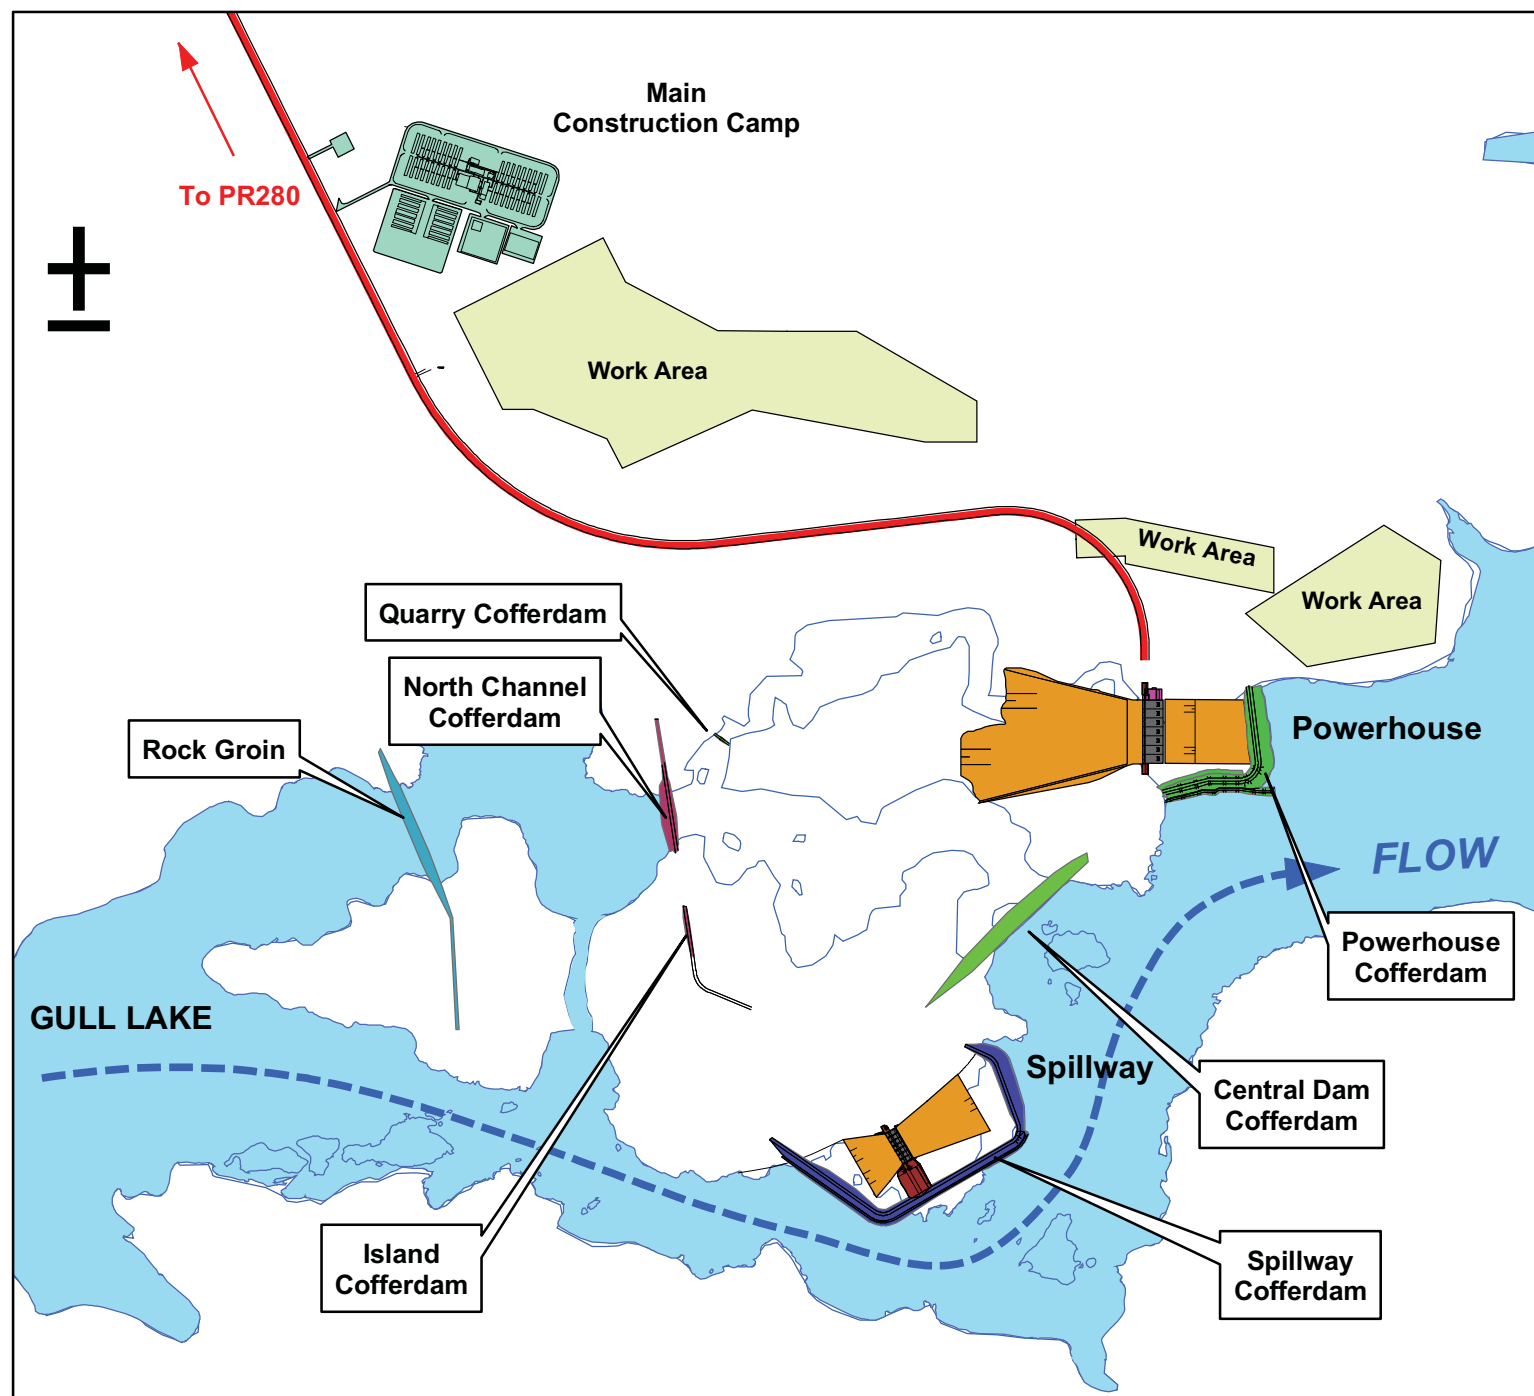 Main
Construction Camp
To PR280
Work Area
Work Area
Work Area
Quarry Cofferdam
North Channel
Cofferdam
Rock Groin
Powerhouse
FLOW
Powerhouse
Cofferdam
GULL LAKE
Spillway
Central Dam
Cofferdam
Island
Cofferdam
Spillway
Cofferdam